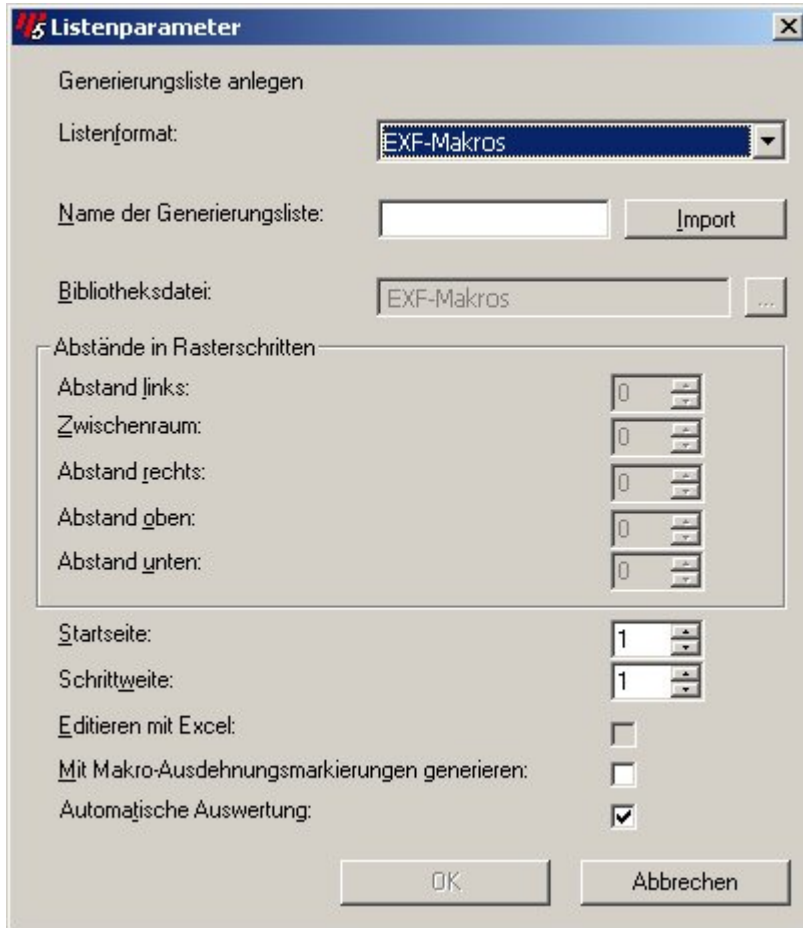 5 Listenparameter
Generierungsliste anlegen
Listenformat: EXF-Makros
Name der Generierungsliste: Import
Bibliotheksdatei: EXF-Makros ...
Abstände in Rasterschritten
Abstand links: 0
Zwischenraum: 0
Abstand rechts: 0
Abstand oben: 0
Abstand unten: 0
Startseite: 1
Schrittweite: 1
Editieren mit Excel:
Mit Makro-Ausdehnungsmarkierungen generieren:
Automatische Auswertung:
OK Abbrechen